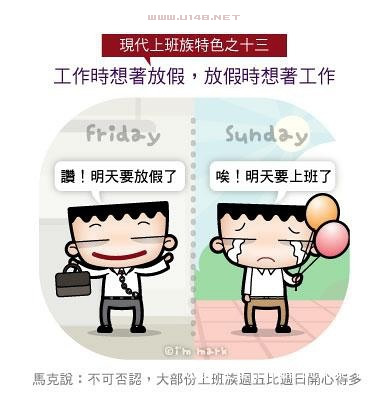 www.U148.NET
現代上班族特色之十三
工作時想著放假，放假時想著工作
Friday
Sunday
讚！明天要放假了
唉！明天要上班了
©i'm mark
馬克說：不可否認，大部份上班族週五比週日開心得多